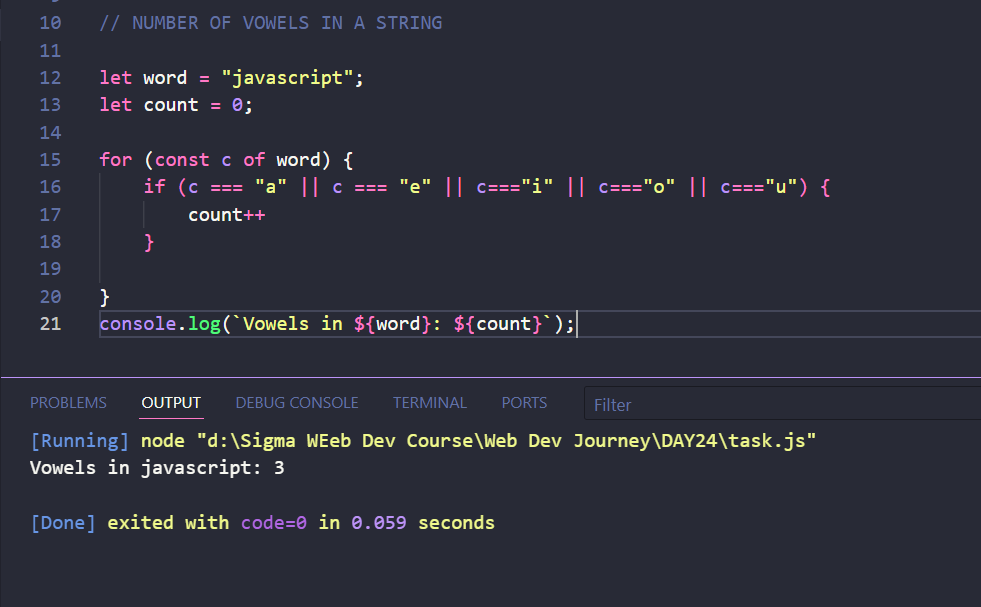 10 // NUMBER OF VOWELS IN A STRING
11
12 let word = "javascript";
13 let count = 0;
14
15 for (const c of word) {
16     if (c === "a" || c === "e" || c==="i" || c==="o" || c==="u") {
17         count++
18     }
19
20 }
21 console.log(`Vowels in ${word}: ${count}`);
PROBLEMS OUTPUT DEBUG CONSOLE TERMINAL PORTS Filter
[Running] node "d:\Sigma WEeb Dev Course\Web Dev Journey\DAY24\task.js"
Vowels in javascript: 3
[Done] exited with code=0 in 0.059 seconds